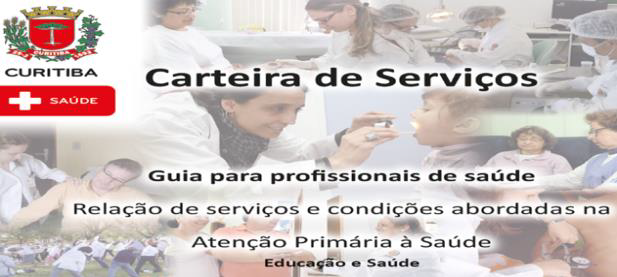 CURITIBA
CURITIBA
SAÚDE
Carteira de Serviços
Guia para profissionais de saúde
Relação de serviços e condições abordadas na
Atenção Primária à Saúde
Educação e Saúde